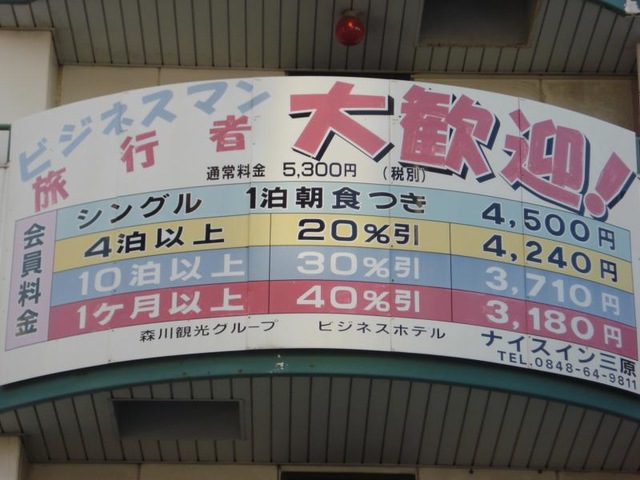 ビジネスマン
旅行者
大歓迎!
通常料金 5,300円 (税別)
会員料金
シングル 1泊朝食つき 4,500円
4泊以上 20%引 4,240円
10泊以上 30%引 3,710円
1ケ月以上 40%引 3,180円
森川観光グループ ビジネスホテル ナイスイン三原
TEL.0848-64-9811